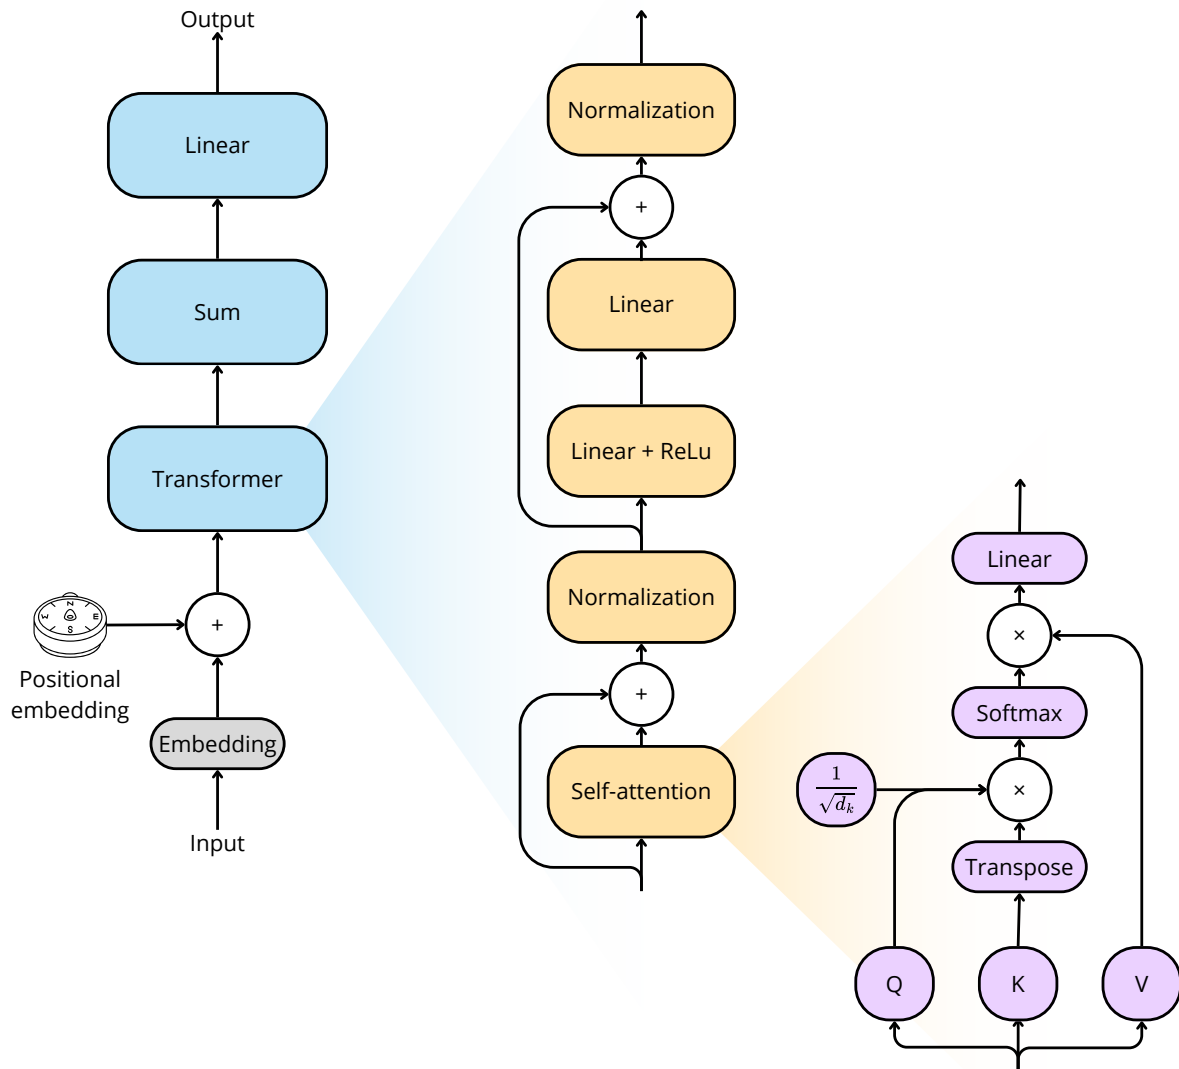 Output
Linear
Sum
Transformer
N
W
E
S
+
Positional
embedding
Embedding
Input
Normalization
+
Linear
Linear + ReLu
Normalization
+
Self-attention
Linear
×
Softmax
1
√d_k
×
Transpose
Q
K
V